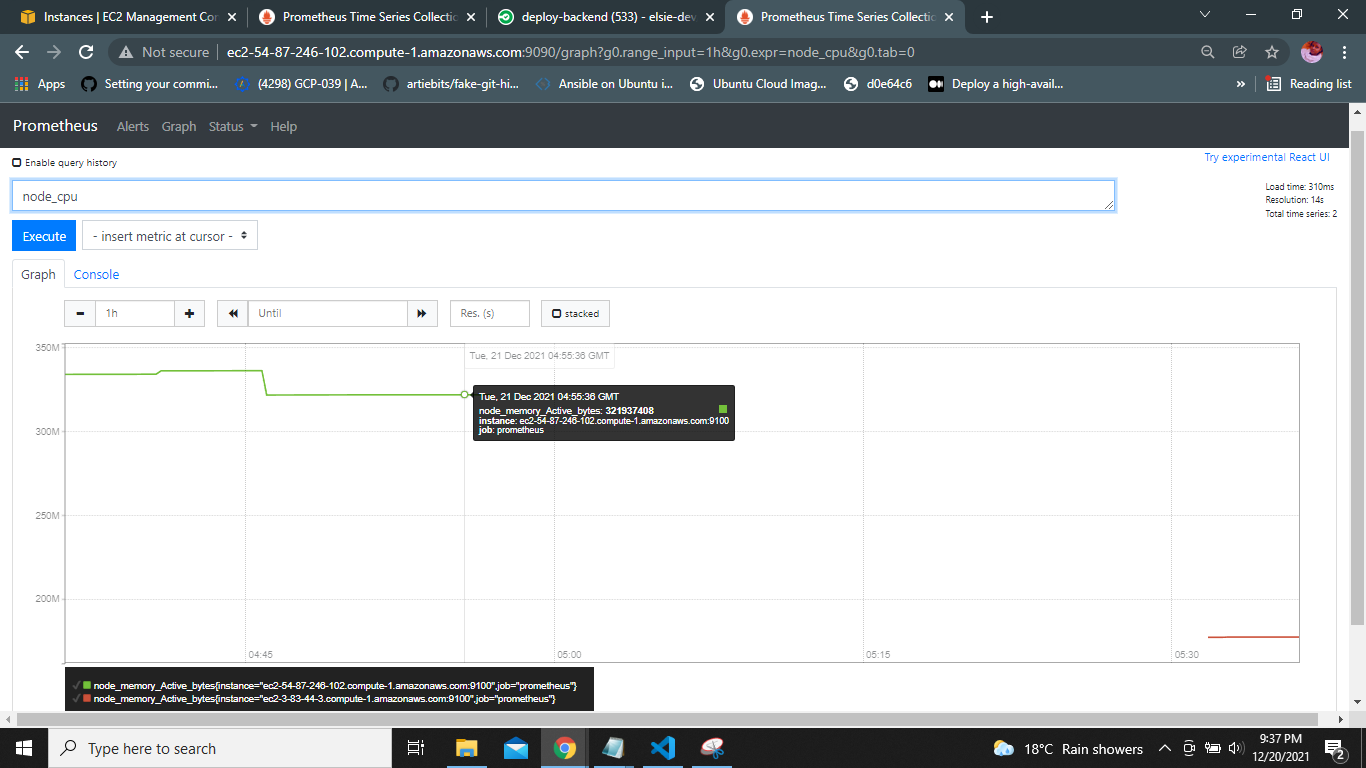 Instances | EC2 Management Con
Prometheus Time Series Collectio
deploy-backend (533) - elsie-dev
Prometheus Time Series Collectio
Not secure
ec2-54-87-246-102.compute-1.amazonaws.com:9090/graph?g0.range_input=1h&g0.expr=node_cpu&g0.tab=0
Apps
Setting your commi...
(4298) GCP-039 | A...
artiebits/fake-git-hi...
Ansible on Ubuntu i...
Ubuntu Cloud Imag...
d0e64c6
Deploy a high-avail...
»
Reading list
Prometheus
Alerts
Graph
Status
Help
Enable query history
Try experimental React UI
node_cpu
Load time: 310ms
Resolution: 14s
Total time series: 2
Execute
- insert metric at cursor -
Graph
Console
1h
Until
Res. (s)
stacked
350M
300M
250M
200M
Tue, 21 Dec 2021 04:55:36 GMT
Tue, 21 Dec 2021 04:55:36 GMT
node_memory_Active_bytes: 321937408
instance: ec2-54-87-246-102.compute-1.amazonaws.com:9100
job: prometheus
04:45
05:00
05:15
05:30
node_memory_Active_bytes{instance="ec2-54-87-246-102.compute-1.amazonaws.com:9100",job="prometheus"}
node_memory_Active_bytes{instance="ec2-3-83-44-3.compute-1.amazonaws.com:9100",job="prometheus"}
Type here to search
18°C Rain showers
9:37 PM
12/20/2021
2